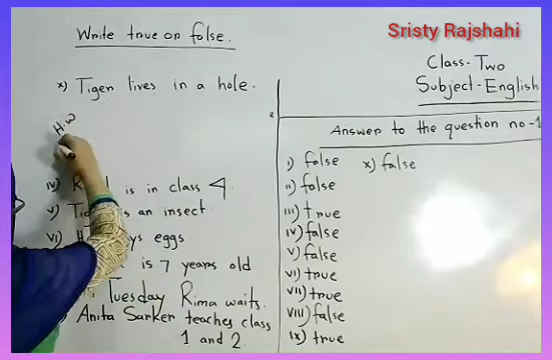 Sristy Rajshahi
Write true or false.
Class-Two
Subject-English
x) Tiger lives in a hole.
H.W
iv) is in class 4
v) an insect.
vi) eggs.
is 7 years old
Tuesday Rima waits.
Anita Sarker teaches class
1 and 2.
Answer to the question no-1
i) false
ii) false
iii) true
iv) false
v) false
vi) true
vii) true
viii) false
ix) true
x) false